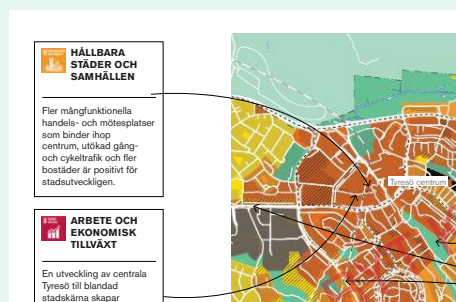 HÅLLBARA
STÄDER OCH
SAMHÄLLEN
Fler mångfunktionella
handels- och mötesplatser
som binder ihop
centrum, utökad gång-
och cykeltrafik och fler
bostäder är positivt för
stadsutveckligen.
Tyresö centrum
ARBETE OCH
EKONOMISK
TILLVÄXT
En utveckling av centrala
Tyresö till blandad
stadskärna skapar